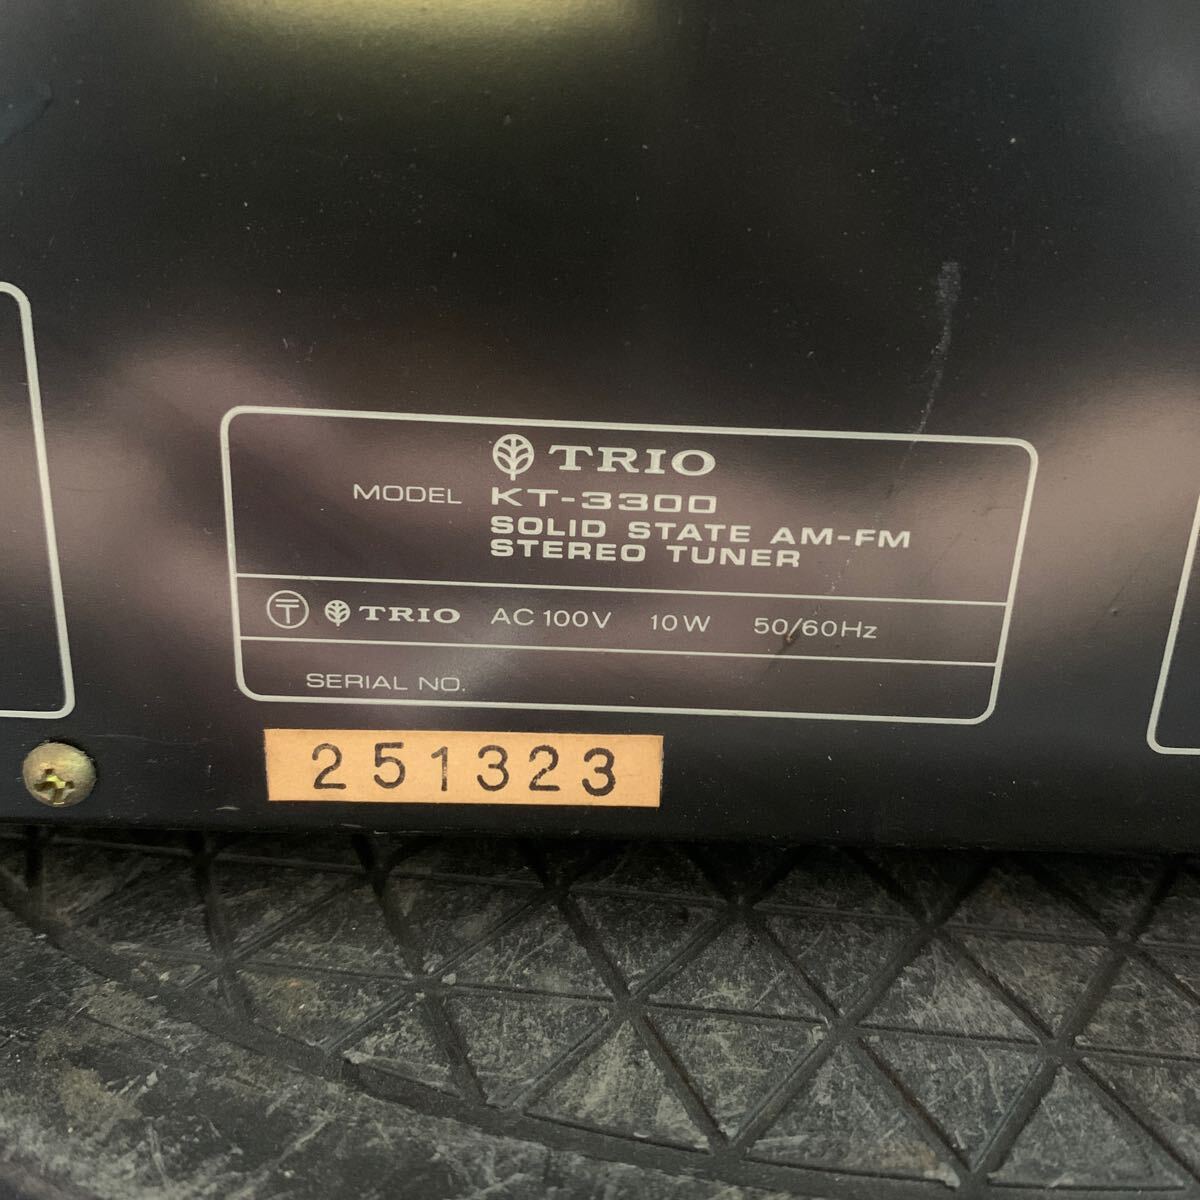 TRIO
MODEL KT-3300
SOLID STATE AM-FM
STEREO TUNER
TRIO AC 100V 10W 50/60Hz
SERIAL NO.
251323